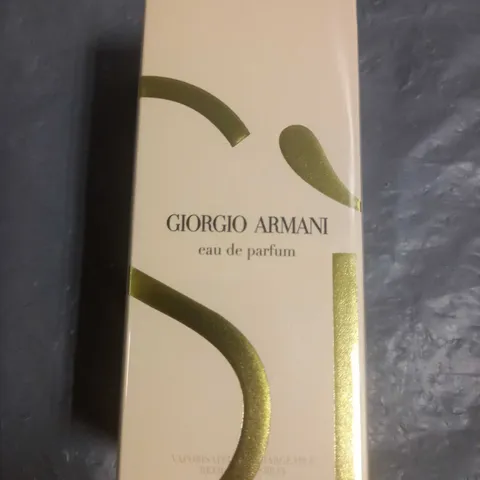 SÌ
GIORGIO ARMANI
eau de parfum